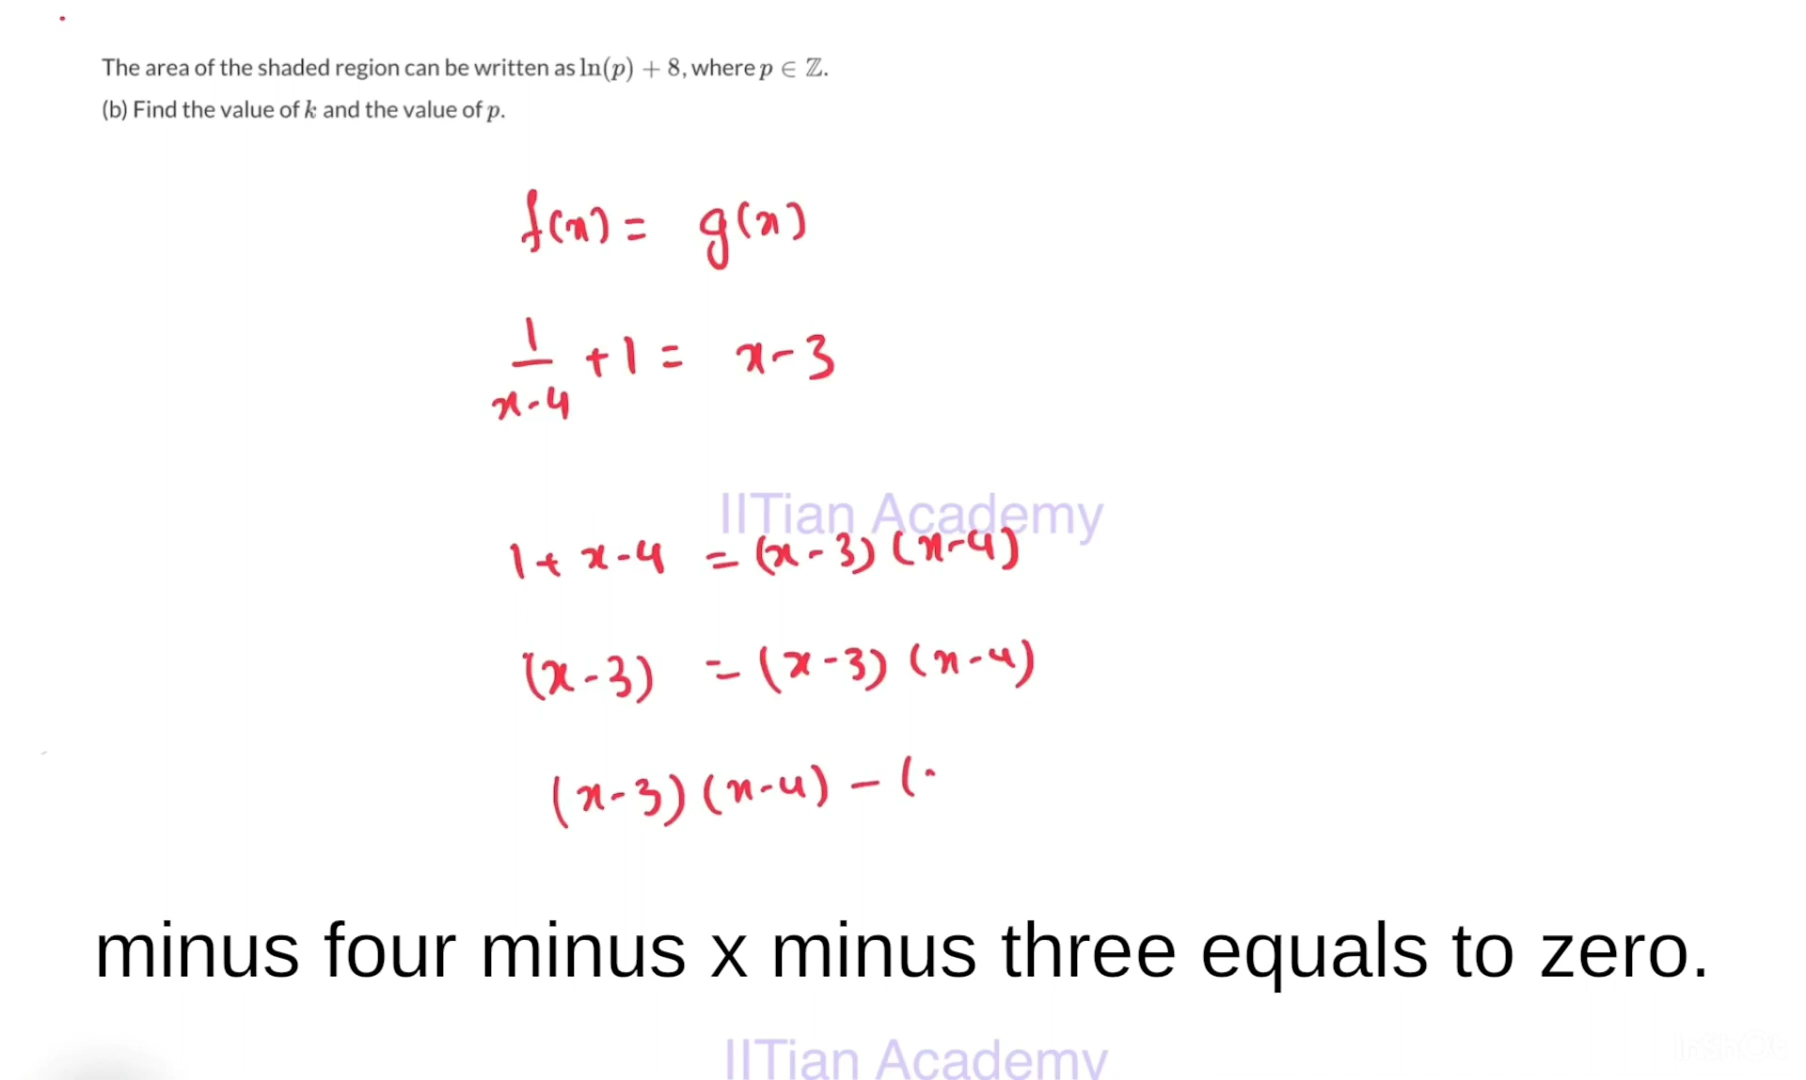 The area of the shaded region can be written as ln(p) + 8, where p ∈ ℤ.
(b) Find the value of k and the value of p.
f(x) = g(x)
1/(x-4) + 1 = x-3
IITian Academy
1 + x-4 = (x-3)(x-4)
(x-3) = (x-3)(x-4)
(x-3)(x-4) - (
minus four minus x minus three equals to zero.
IITian Academy